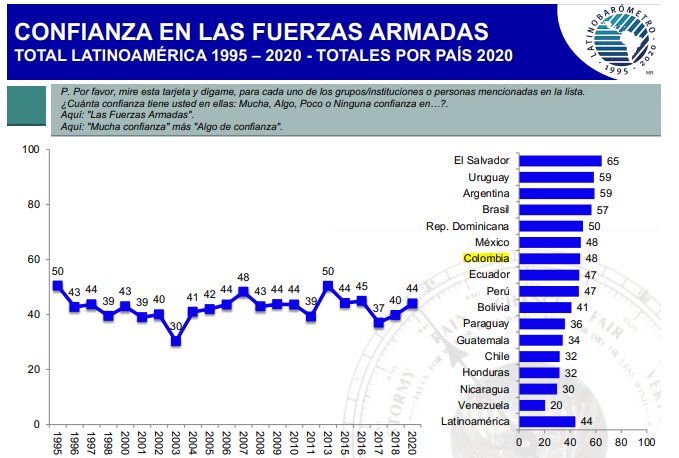 CONFIANZA EN LAS FUERZAS ARMADAS
TOTAL LATINOAMÉRICA 1995 – 2020 - TOTALES POR PAÍS 2020
LATINOBARÓMETRO
- 1995 - 2020 -
MR
P. Por favor, mire esta tarjeta y dígame, para cada uno de los grupos/instituciones o personas mencionadas en la lista.
¿Cuánta confianza tiene usted en ellas: Mucha, Algo, Poco o Ninguna confianza en…?.
Aquí: "Las Fuerzas Armadas".
Aquí: "Mucha confianza" más "Algo de confianza".
100
80
60
40
20
0
50 43 44 39 43 39 40 30 41 42 44 48 43 44 44 39 50 44 45 37 40 44
1995 1996 1997 1998 2000 2001 2002 2003 2004 2005 2006 2007 2008 2009 2010 2011 2013 2015 2016 2017 2018 2020
El Salvador 65
Uruguay 59
Argentina 59
Brasil 57
Rep. Dominicana 50
México 48
Colombia 48
Ecuador 47
Perú 47
Bolivia 41
Paraguay 36
Guatemala 34
Chile 32
Honduras 32
Nicaragua 30
Venezuela 20
Latinoamérica 44
0 20 40 60 80 100
STORMY
RAIN
FAIR